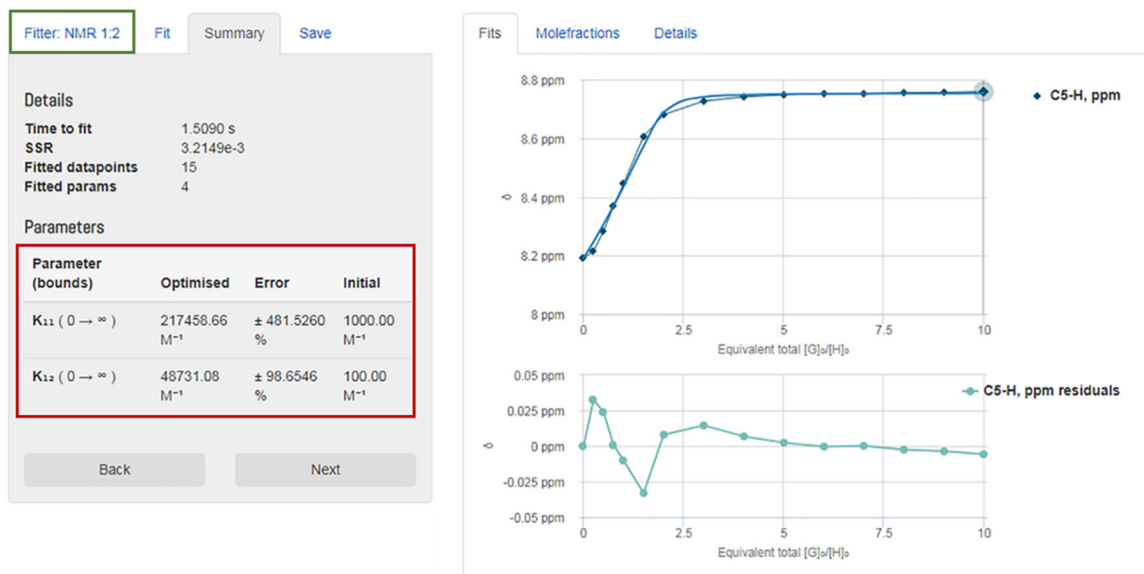 Fitter: NMR 1:2
Fit
Summary
Save
Details
Time to fit 1.5090 s
SSR 3.2149e-3
Fitted datapoints 15
Fitted params 4
Parameters
Parameter
(bounds) Optimised Error Initial
K₁₁ ( 0 → ∞ ) 217458.66 ± 481.5260 1000.00
M⁻¹ % M⁻¹
K₁₂ ( 0 → ∞ ) 48731.08 ± 98.6546 100.00
M⁻¹ % M⁻¹
Back
Next
Fits
Molefractions
Details
8.8 ppm
8.6 ppm
8.4 ppm
8.2 ppm
8 ppm
δ
0 2.5 5 7.5 10
Equivalent total [G]₀/[H]₀
C5-H, ppm
0.05 ppm
0.025 ppm
0 ppm
-0.025 ppm
-0.05 ppm
δ
0 2.5 5 7.5 10
Equivalent total [G]₀/[H]₀
C5-H, ppm residuals